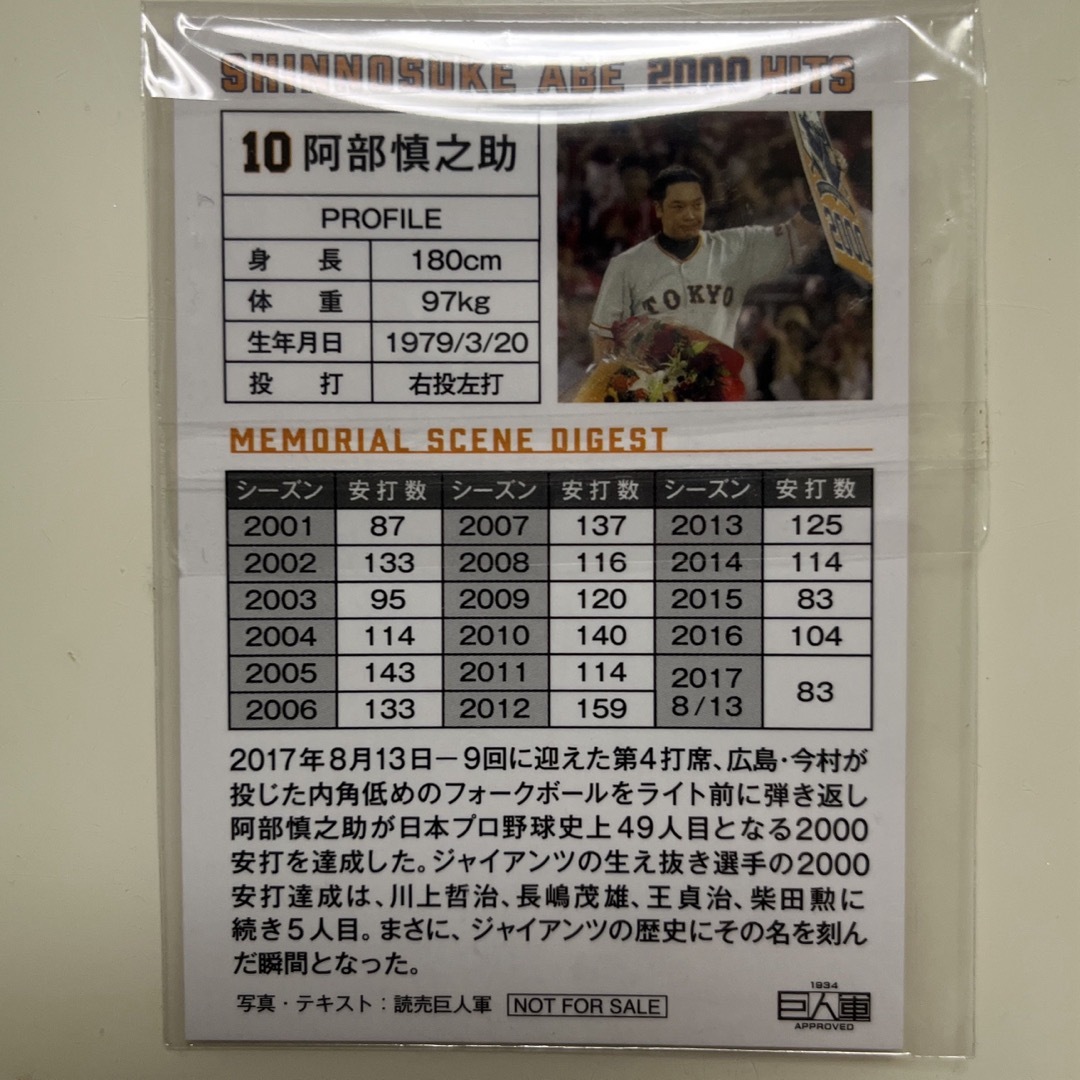 SHINNOSUKE ABE 2000 HITS
10 阿部慎之助
PROFILE
身長 180cm
体重 97kg
生年月日 1979/3/20
投打 右投左打
2000
TOKYO
MEMORIAL SCENE DIGEST
シーズン 安打数 シーズン 安打数 シーズン 安打数
2001 87 2007 137 2013 125
2002 133 2008 116 2014 114
2003 95 2009 120 2015 83
2004 114 2010 140 2016 104
2005 143 2011 114 2017 8/13 83
2006 133 2012 159
2017年8月13日－9回に迎えた第4打席、広島・今村が
投じた内角低めのフォークボールをライト前に弾き返し
阿部慎之助が日本プロ野球史上49人目となる2000
安打を達成した。ジャイアンツの生え抜き選手の2000
安打達成は、川上哲治、長嶋茂雄、王貞治、柴田勲に
続き5人目。まさに、ジャイアンツの歴史にその名を刻ん
だ瞬間となった。
写真・テキスト：読売巨人軍 NOT FOR SALE
1934
巨人軍
APPROVED